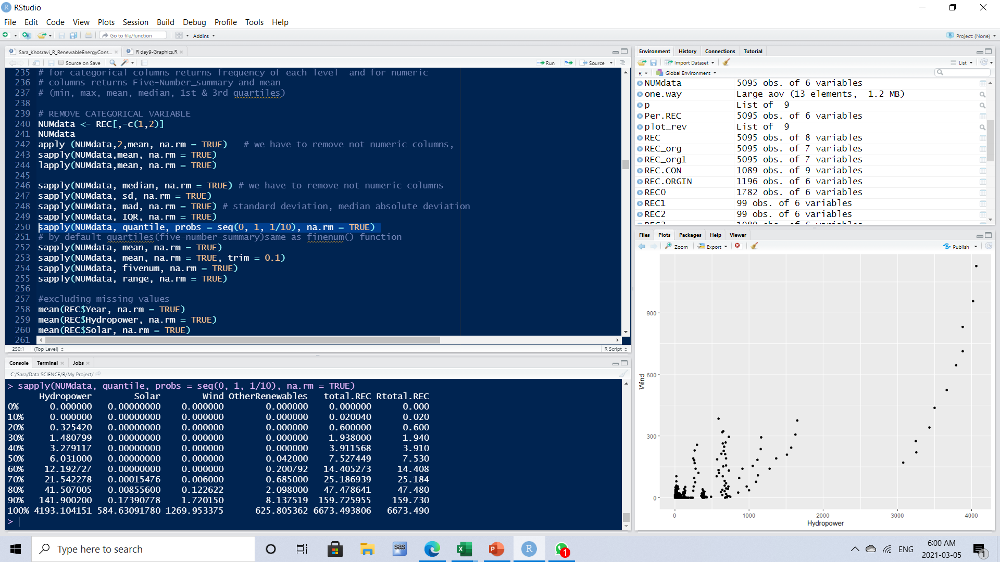 RStudio
File Edit Code View Plots Session Build Debug Profile Tools Help
Go to file/function Addins Project: (None)
Sara_Khosravi_R_RenewableEnergyCons... R day9-Graphics.R
Source on Save Run Source
235 # for categorical columns returns frequency of each level  and for numeric
236 # columns returns Five-Number_summary and mean
237 # (min, max, mean, median, 1st & 3rd quartiles)
238
239 # REMOVE CATEGORICAL VARIABLE
240 NUMdata <- REC[,-c(1,2)]
241 NUMdata
242 apply (NUMdata,2,mean, na.rm = TRUE)   # we have to remove not numeric columns,
243 sapply(NUMdata,mean, na.rm = TRUE)
244 lapply(NUMdata,mean, na.rm = TRUE)
245
246 sapply(NUMdata, median, na.rm = TRUE) # we have to remove not numeric columns
247 sapply(NUMdata, sd, na.rm = TRUE)
248 sapply(NUMdata, mad, na.rm = TRUE) # standard deviation, median absolute deviation
249 sapply(NUMdata, IQR, na.rm = TRUE)
250 sapply(NUMdata, quantile, probs = seq(0, 1, 1/10), na.rm = TRUE)
251 # by default quartiles(five-number-summary)same as finenum() function
252 sapply(NUMdata, mean, na.rm = TRUE)
253 sapply(NUMdata, mean, na.rm = TRUE, trim = 0.1)
254 sapply(NUMdata, fivenum, na.rm = TRUE)
255 sapply(NUMdata, range, na.rm = TRUE)
256
257 #excluding missing values
258 mean(REC$Year, na.rm = TRUE)
259 mean(REC$Hydropower, na.rm = TRUE)
260 mean(REC$Solar, na.rm = TRUE)
261
250:1 (Top Level) R Script
Console Terminal Jobs
C:/Sara/Data SCIENCE/R/My Project/
> sapply(NUMdata, quantile, probs = seq(0, 1, 1/10), na.rm = TRUE)
Hydropower Solar Wind OtherRenewables total.REC Rtotal.REC
0% 0.000000 0.00000000 0.000000 0.000000 0.000000 0.000
10% 0.000000 0.00000000 0.000000 0.000000 0.020040 0.020
20% 0.325420 0.00000000 0.000000 0.000000 0.600000 0.600
30% 1.480799 0.00000000 0.000000 0.000000 1.938000 1.940
40% 3.279117 0.00000000 0.000000 0.000000 3.911568 3.910
50% 6.031000 0.00000000 0.000000 0.042000 7.527449 7.530
60% 12.192727 0.00000000 0.000000 0.200792 14.405273 14.408
70% 21.542278 0.00015476 0.006000 0.685000 25.186939 25.184
80% 41.507005 0.00855600 0.122622 2.098000 47.478641 47.480
90% 141.900200 0.17390778 1.720150 8.137519 159.725955 159.730
100% 4193.104151 584.63091780 1269.953375 625.805362 6673.493806 6673.490
>
Environment History Connections Tutorial
Import Dataset List
R Global Environment
NUMdata 5095 obs. of 6 variables
one.way Large aov (13 elements,  1.2 MB)
p List of  9
Per.REC 5095 obs. of 6 variables
plot_rev List of  9
REC 5095 obs. of 8 variables
REC_org 5095 obs. of 7 variables
REC_org1 5095 obs. of 7 variables
REC.CON 1089 obs. of 9 variables
REC.ORGIN 1196 obs. of 6 variables
REC0 1782 obs. of 6 variables
REC1 99 obs. of 6 variables
REC2 99 obs. of 6 variables
Files Plots Packages Help Viewer
Zoom Export Publish
900
600
300
0
Wind
0 1000 2000 3000 4000
Hydropower
Type here to search
sas
1
ENG
6:00 AM
2021-03-05
1